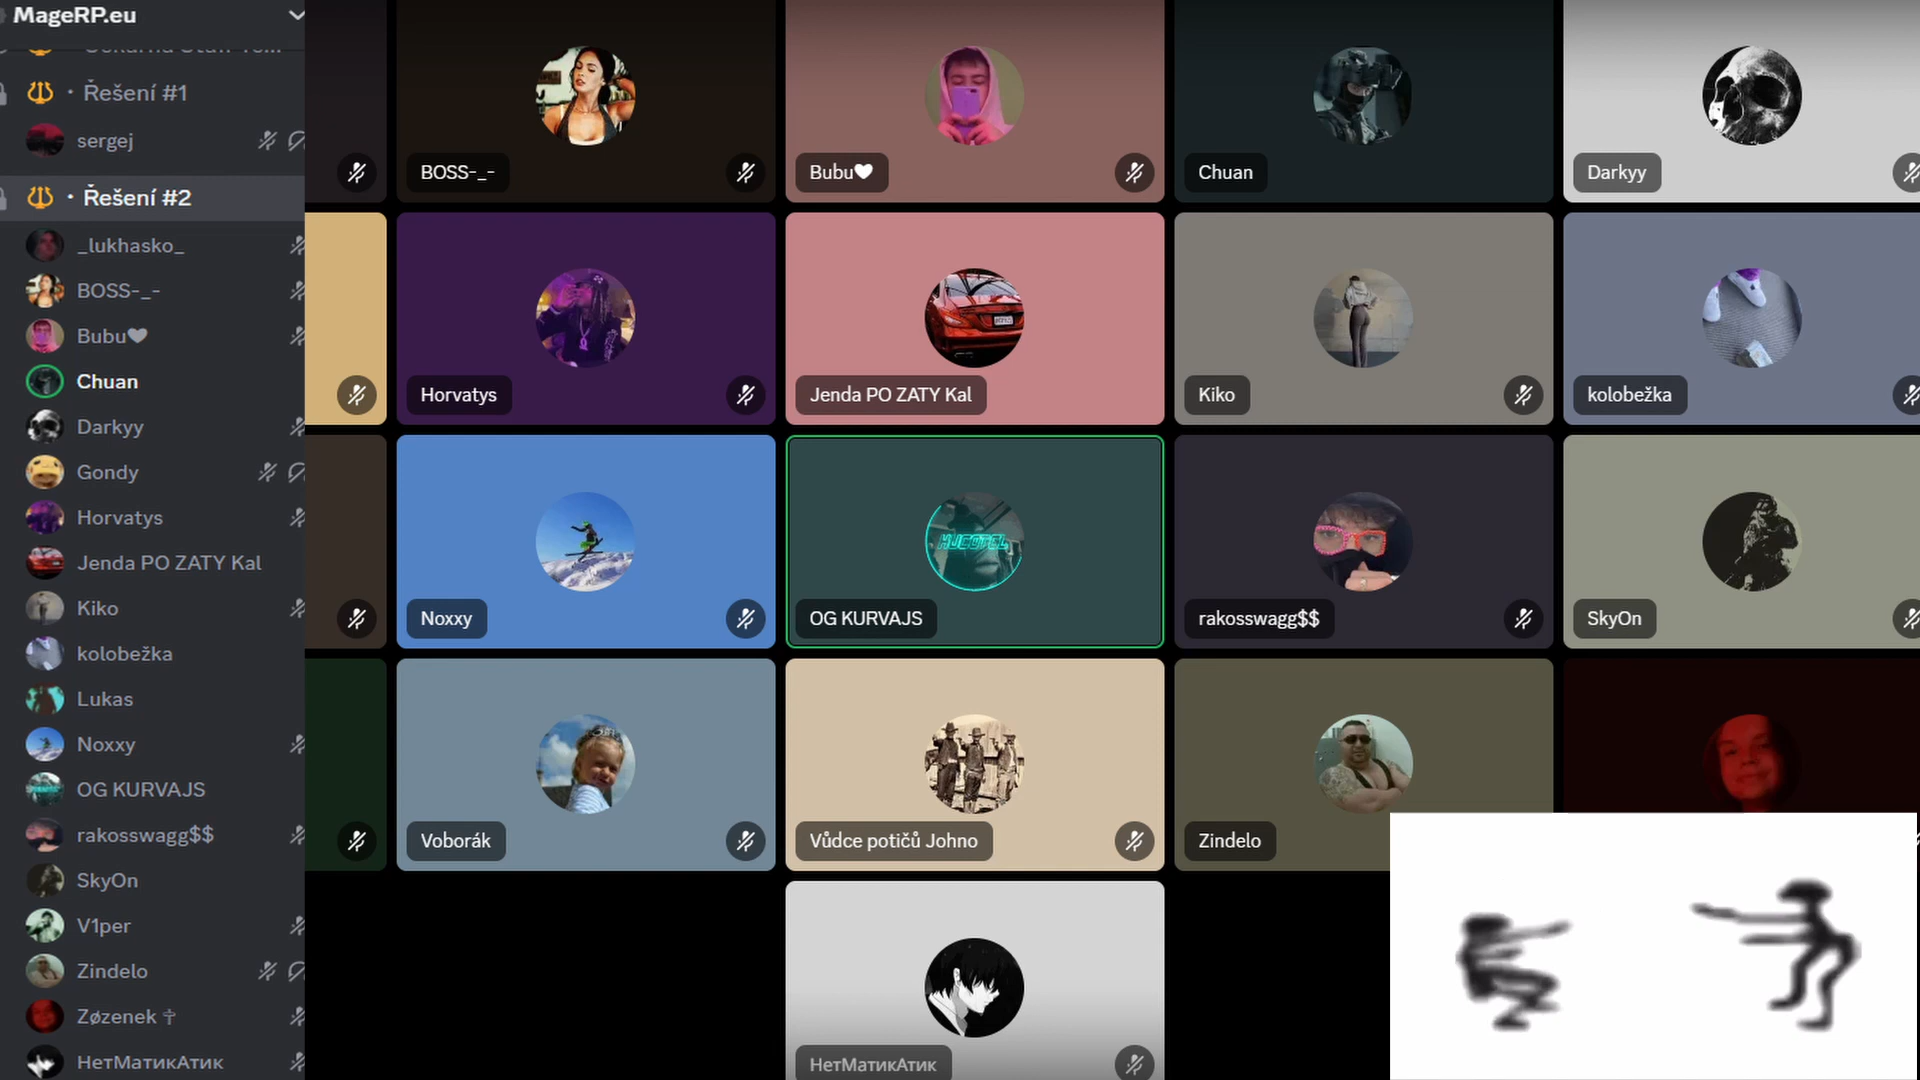 MageRP.eu
· Řešení #1
sergej
· Řešení #2
_lukhasko_
BOSS-_-
Bubu🤍
Chuan
Darkyy
Gondy
Horvatys
Jenda PO ZATY Kal
Kiko
kolobežka
Lukas
Noxxy
OG KURVAJS
rakosswagg$$
SkyOn
V1per
Zindelo
Zøzenek ✝
НетМатикАтик
BOSS-_-
Bubu🤍
Chuan
Darkyy
Horvatys
Jenda PO ZATY Kal
Kiko
kolobežka
Noxxy
OG KURVAJS
rakosswagg$$
SkyOn
Voborák
Vůdce potičů Johno
Zindelo
НетМатикАтик